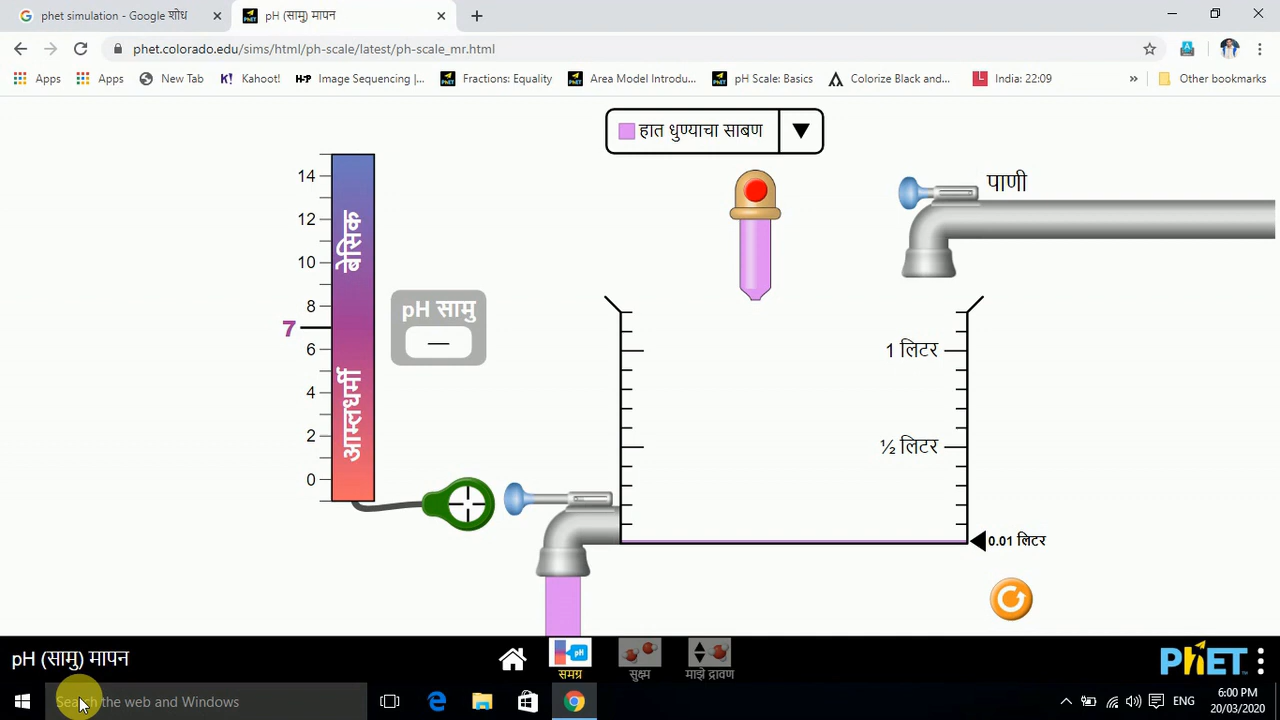 phet simulation - Google शोध
pH (सामु) मापन
phet.colorado.edu/sims/html/ph-scale/latest/ph-scale_mr.html
Apps Apps New Tab Kahoot! Image Sequencing |... Fractions: Equality Area Model Introdu... pH Scale: Basics Colorize Black and... India: 22:09 » Other bookmarks
हात धुण्याचा साबण
पाणी
14
12
10
8
7
6
4
2
0
बेसिक
आम्लधर्मी
pH सामु
—
1 लिटर
½ लिटर
0.01 लिटर
pH (सामु) मापन
pH
समग्र
सुक्ष्म
माझे द्रावण
PhET
Search the web and Windows
ENG
6:00 PM
20/03/2020